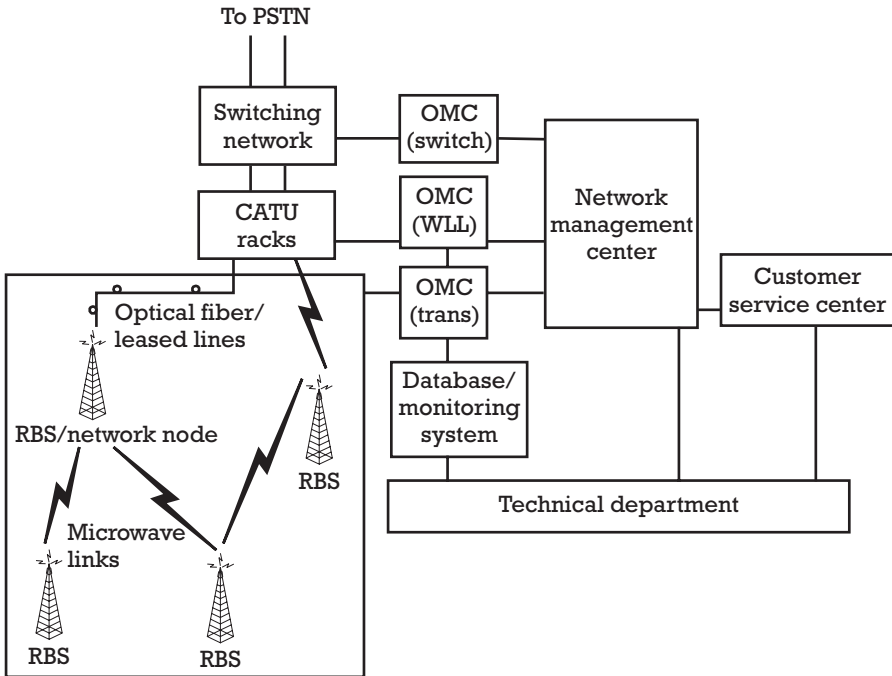 To PSTN
Switching
network
OMC
(switch)
CATU
racks
OMC
(WLL)
Network
management
center
Customer
service center
Optical fiber/
leased lines
OMC
(trans)
Database/
monitoring
system
RBS/network node
RBS
Technical department
Microwave
links
RBS
RBS